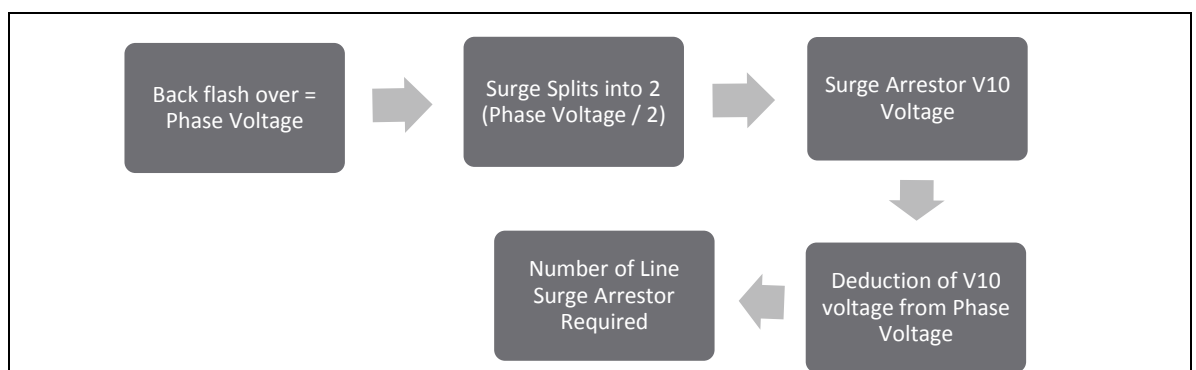 Back flash over =
Phase Voltage
Surge Splits into 2
(Phase Voltage / 2)
Surge Arrestor V10
Voltage
Deduction of V10
voltage from Phase
Voltage
Number of Line
Surge Arrestor
Required